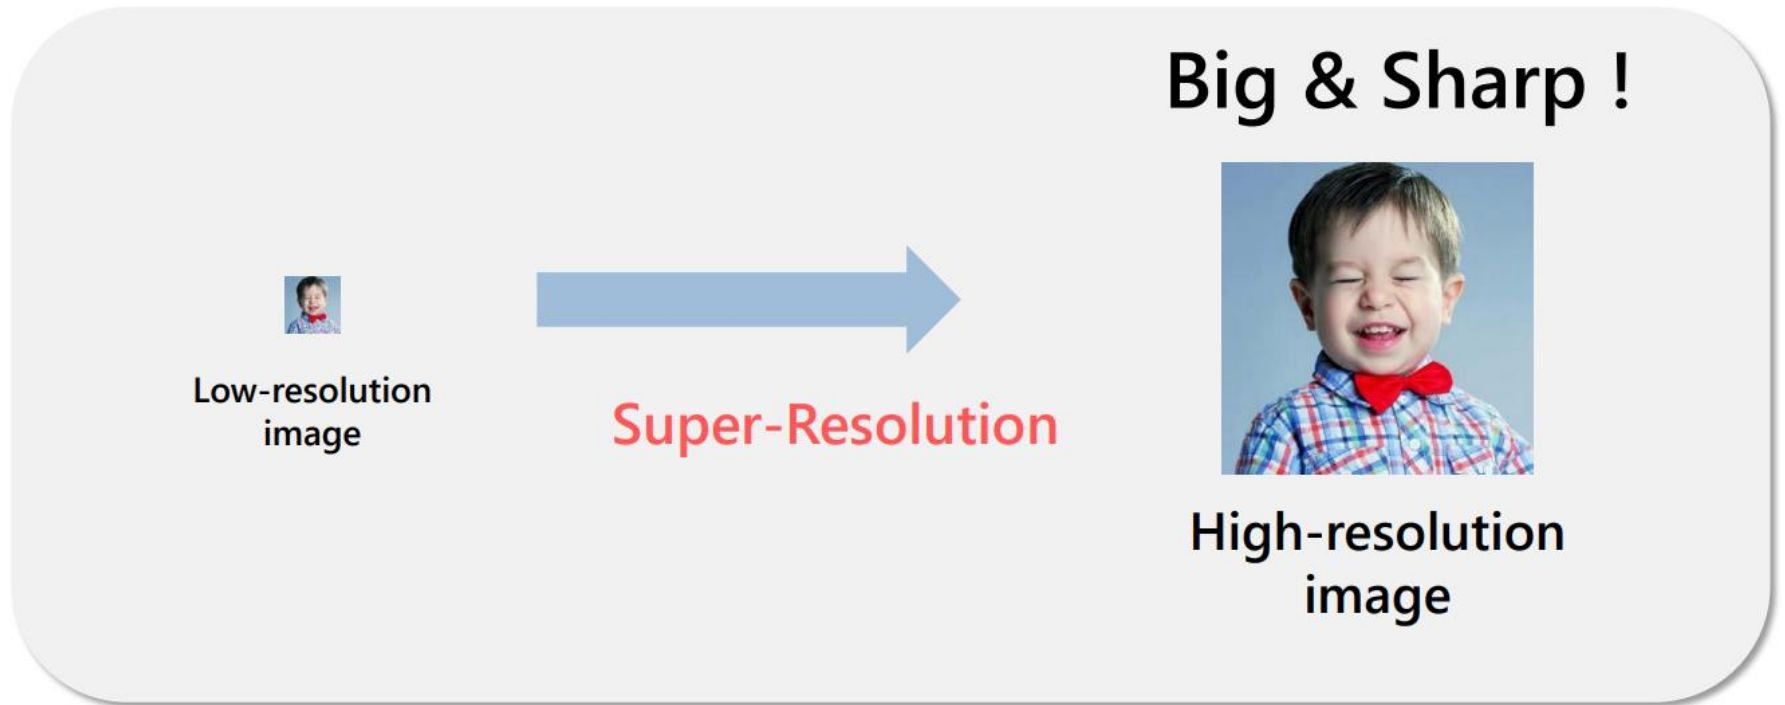 Big & Sharp !
Low-resolution
image
Super-Resolution
High-resolution
image